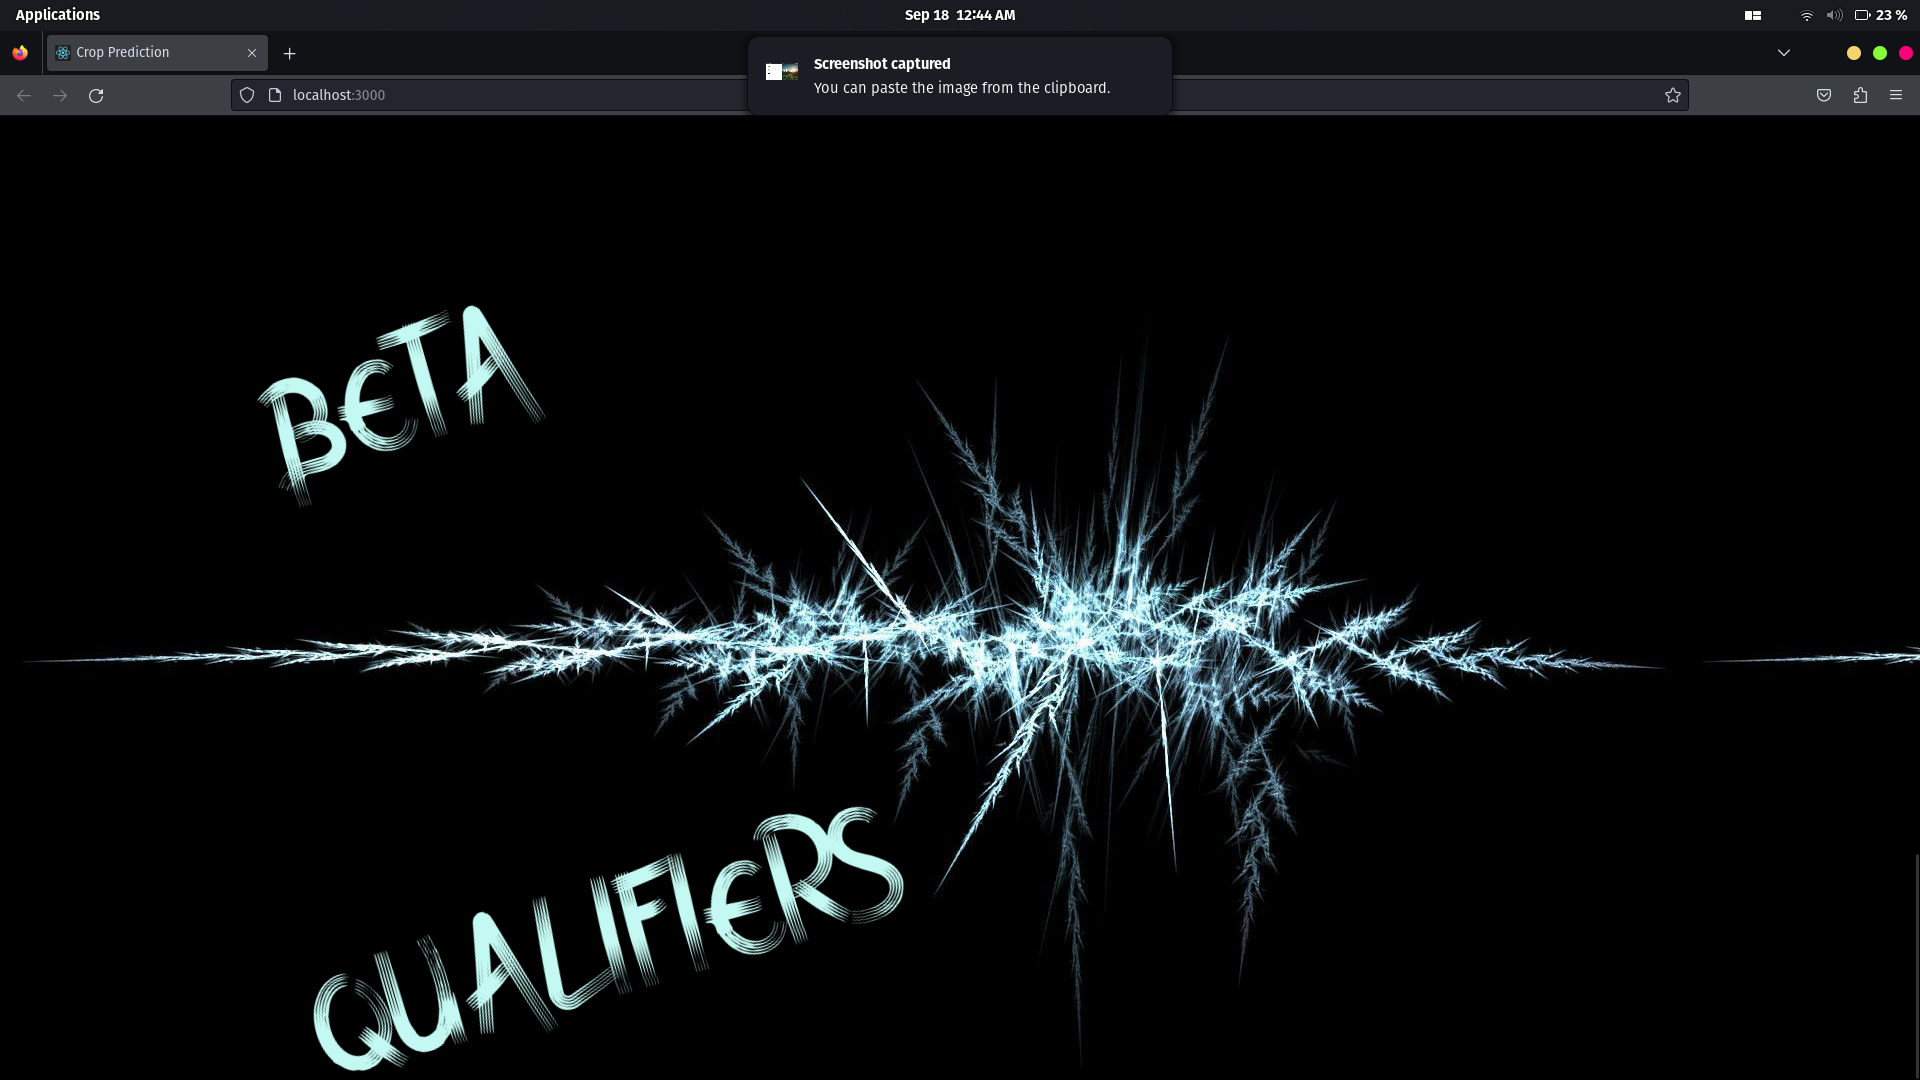 Applications
Sep 18 12:44 AM
23 %
Crop Prediction
Screenshot captured
You can paste the image from the clipboard.
localhost:3000
BETA
QUALIFIERS